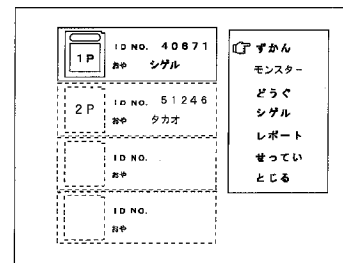 1P
ID NO. 40671
おや シゲル
2P
ID NO. 51246
おや タカオ
ID NO.
おや
ID NO.
おや
ずかん
モンスター
どうぐ
シゲル
レポート
せってい
とじる